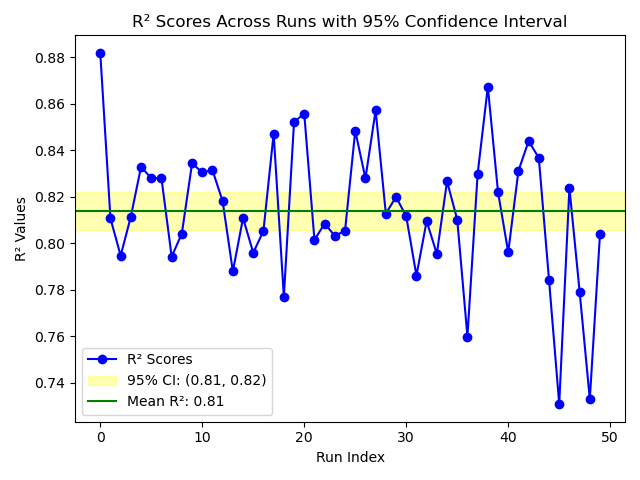 R² Scores Across Runs with 95% Confidence Interval
0.88
0.86
0.84
0.82
0.80
0.78
0.76
0.74
R² Values
R² Scores
95% CI: (0.81, 0.82)
Mean R²: 0.81
0 10 20 30 40 50
Run Index